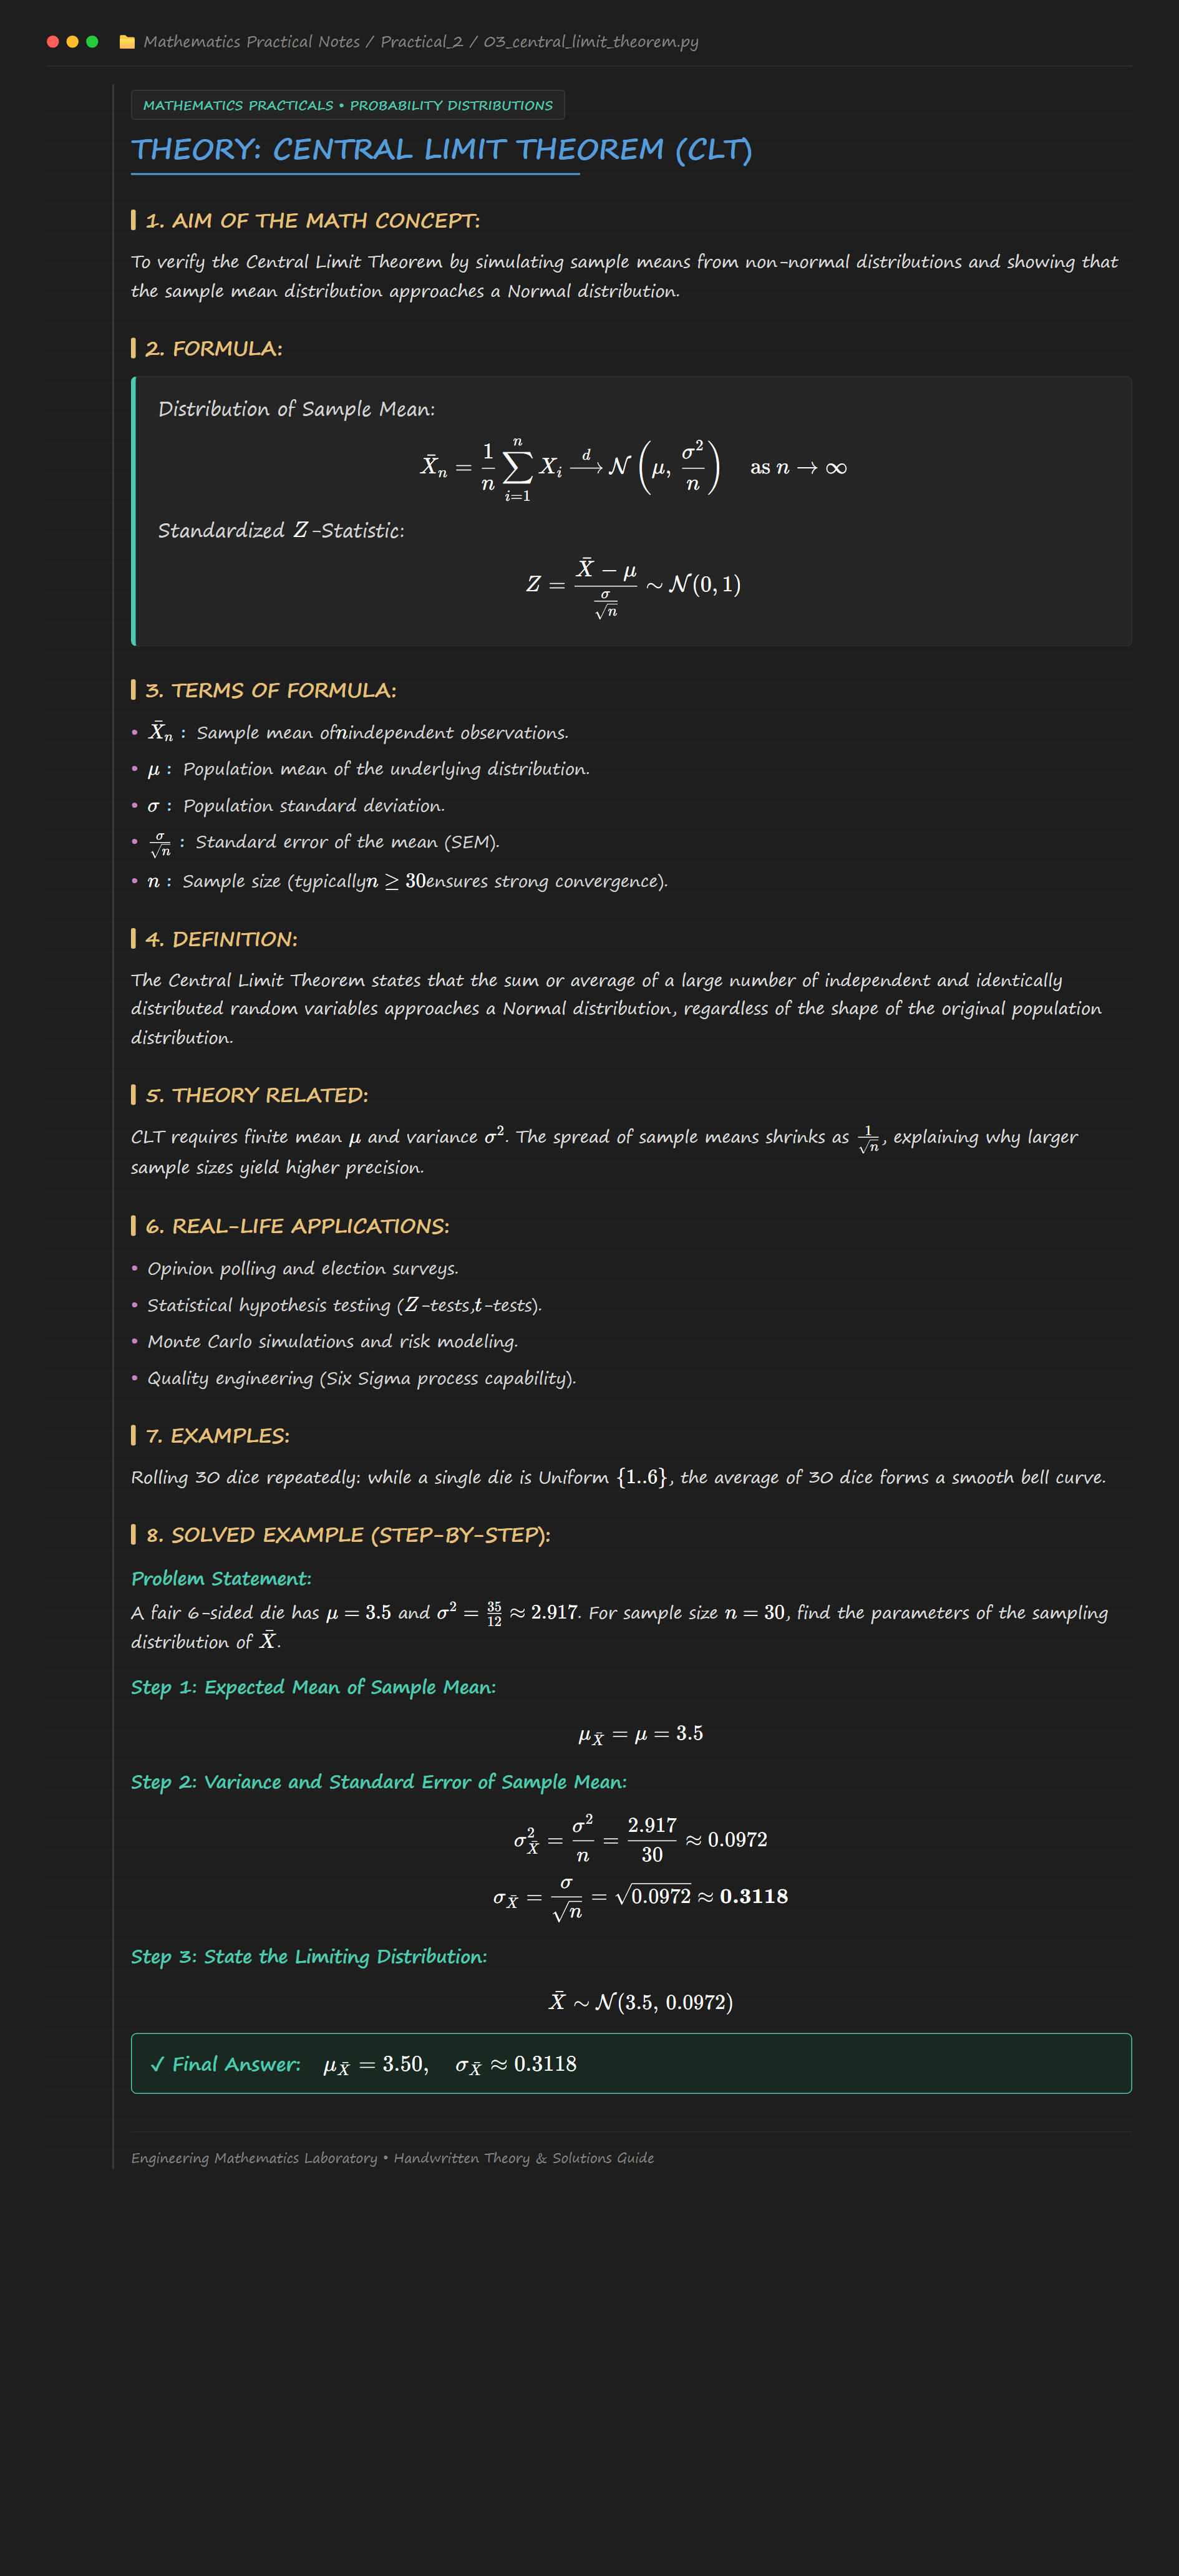 Mathematics Practical Notes / Practical_2 / 03_central_limit_theorem.py
MATHEMATICS PRACTICALS • PROBABILITY DISTRIBUTIONS
THEORY: CENTRAL LIMIT THEOREM (CLT)
1. AIM OF THE MATH CONCEPT:
To verify the Central Limit Theorem by simulating sample means from non-normal distributions and showing that
the sample mean distribution approaches a Normal distribution.
2. FORMULA:
Distribution of Sample Mean:
X̄ₙ = 1/n ∑_{i=1}^{n} Xᵢ —d→ 𝒩(μ, σ²/n) as n → ∞
Standardized Z-Statistic:
Z = (X̄ − μ)/(σ/√n) ~ 𝒩(0, 1)
3. TERMS OF FORMULA:
• X̄ₙ : Sample mean ofnindependent observations.
• μ : Population mean of the underlying distribution.
• σ : Population standard deviation.
• σ/√n : Standard error of the mean (SEM).
• n : Sample size (typicallyn ≥ 30ensures strong convergence).
4. DEFINITION:
The Central Limit Theorem states that the sum or average of a large number of independent and identically
distributed random variables approaches a Normal distribution, regardless of the shape of the original population
distribution.
5. THEORY RELATED:
CLT requires finite mean μ and variance σ². The spread of sample means shrinks as 1/√n, explaining why larger
sample sizes yield higher precision.
6. REAL-LIFE APPLICATIONS:
• Opinion polling and election surveys.
• Statistical hypothesis testing (Z-tests,t-tests).
• Monte Carlo simulations and risk modeling.
• Quality engineering (Six Sigma process capability).
7. EXAMPLES:
Rolling 30 dice repeatedly: while a single die is Uniform {1..6}, the average of 30 dice forms a smooth bell curve.
8. SOLVED EXAMPLE (STEP-BY-STEP):
Problem Statement:
A fair 6-sided die has μ = 3.5 and σ² = 35/12 ≈ 2.917. For sample size n = 30, find the parameters of the sampling
distribution of X̄.
Step 1: Expected Mean of Sample Mean:
μ_X̄ = μ = 3.5
Step 2: Variance and Standard Error of Sample Mean:
σ²_X̄ = σ²/n = 2.917/30 ≈ 0.0972
σ_X̄ = σ/√n = √0.0972 ≈ 0.3118
Step 3: State the Limiting Distribution:
X̄ ~ 𝒩(3.5, 0.0972)
✓ Final Answer: μ_X̄ = 3.50, σ_X̄ ≈ 0.3118
Engineering Mathematics Laboratory • Handwritten Theory & Solutions Guide